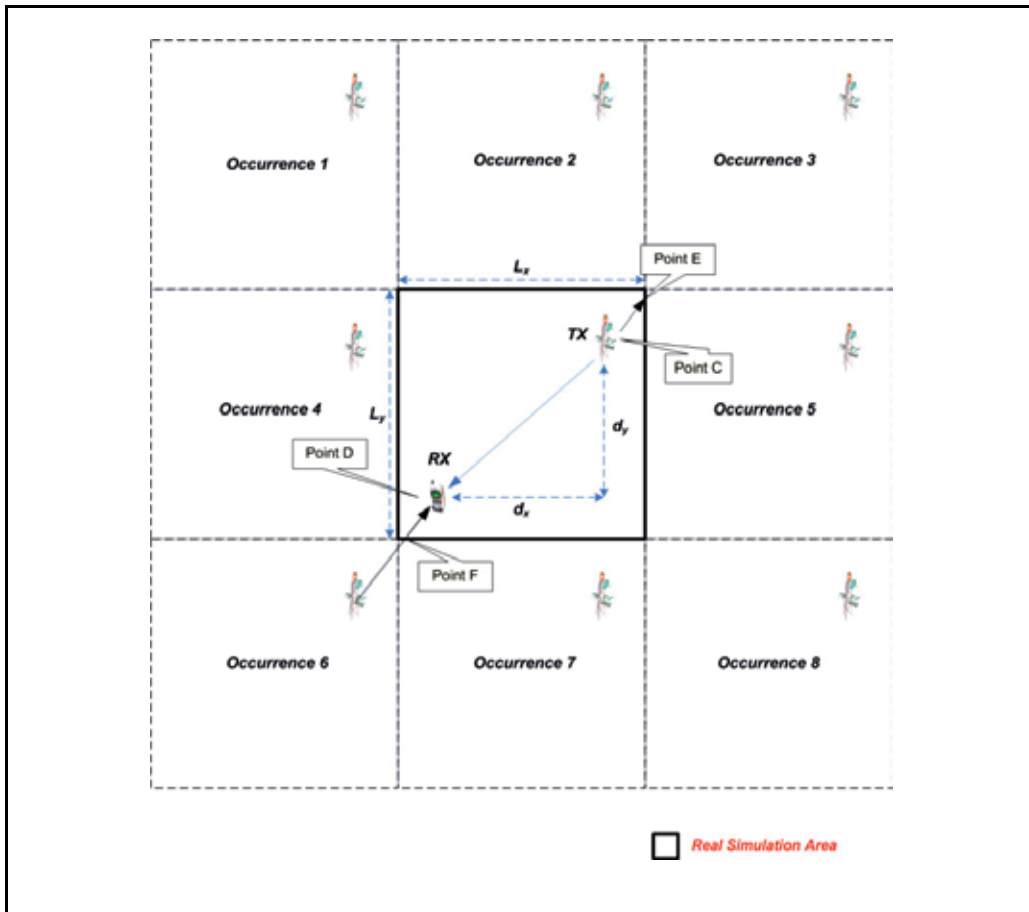 Occurrence 1
Occurrence 2
Occurrence 3
Point E
Lx
TX
Point C
Occurrence 4
Ly
Occurrence 5
dy
Point D
RX
dx
Point F
Occurrence 6
Occurrence 7
Occurrence 8
Real Simulation Area